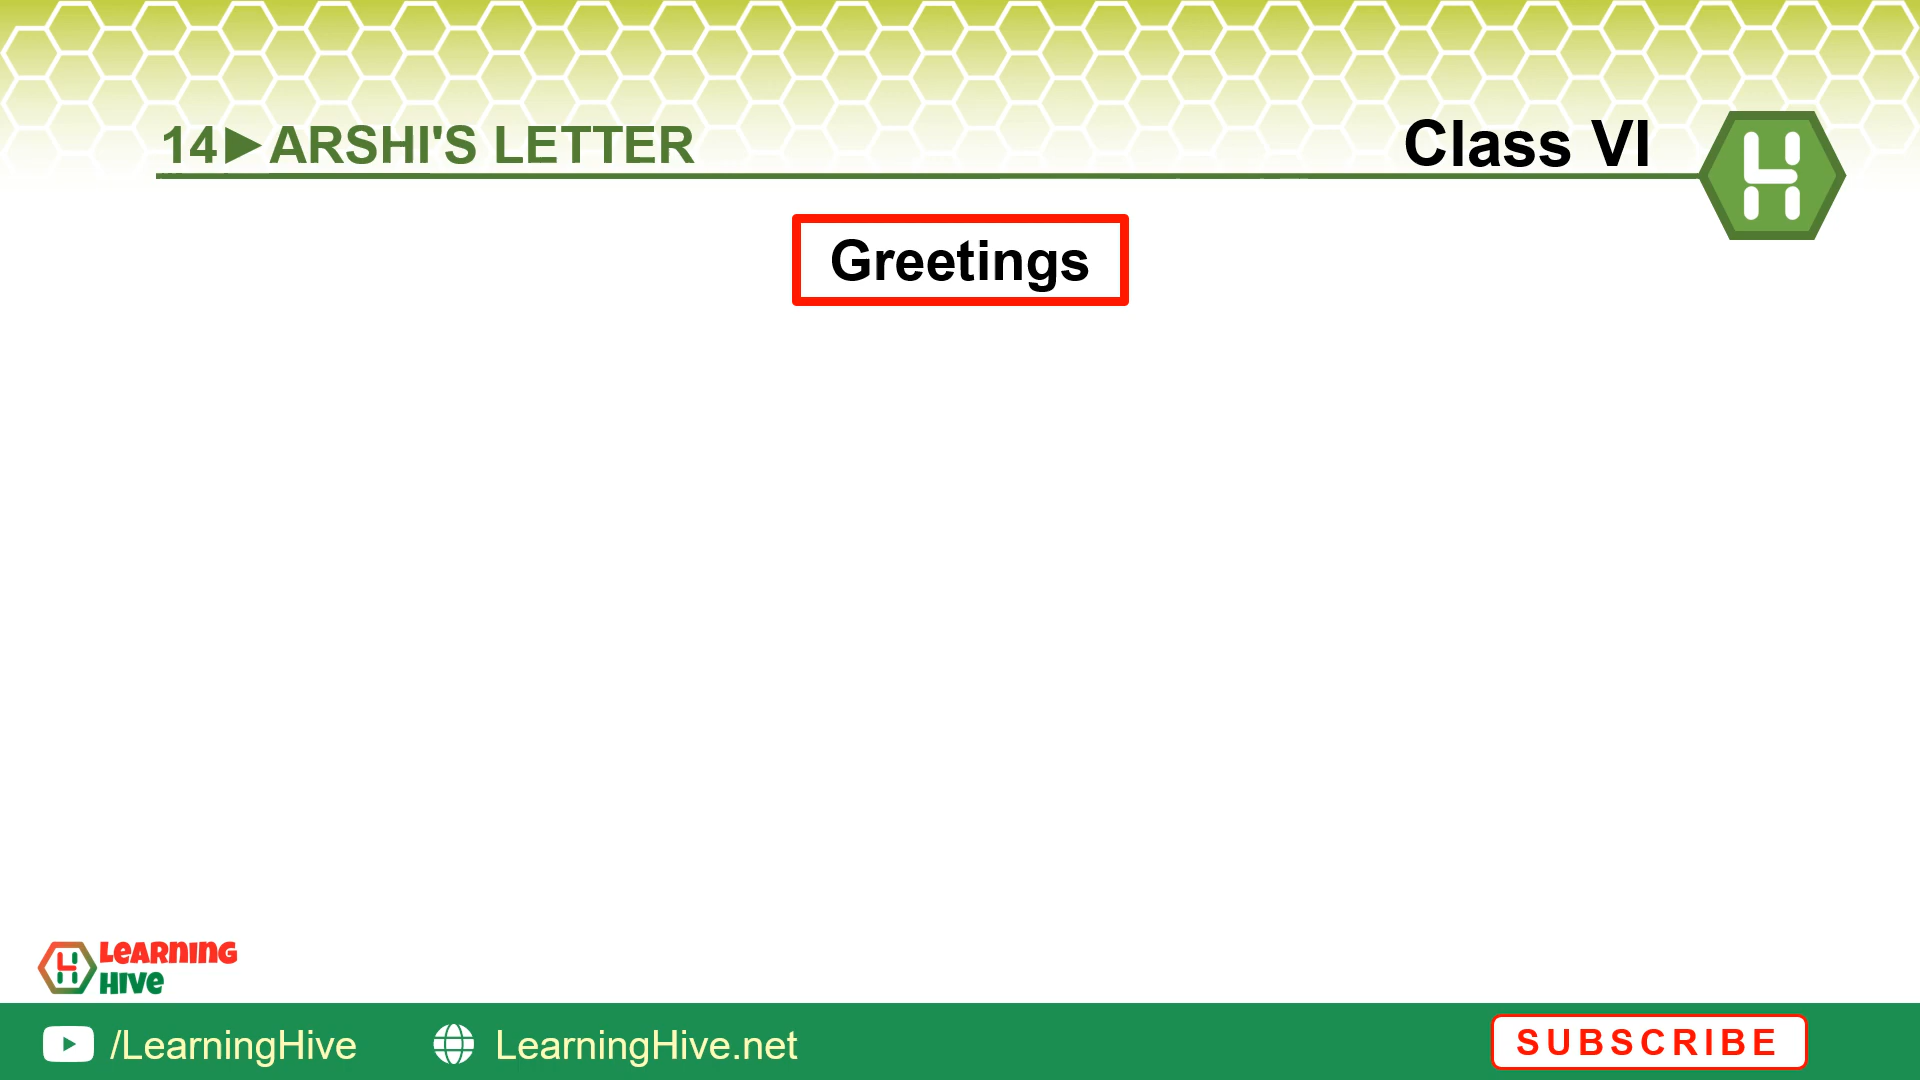 14►ARSHI'S LETTER
Class VI
Greetings
LEARNING
HIVE
/LearningHive
LearningHive.net
SUBSCRIBE